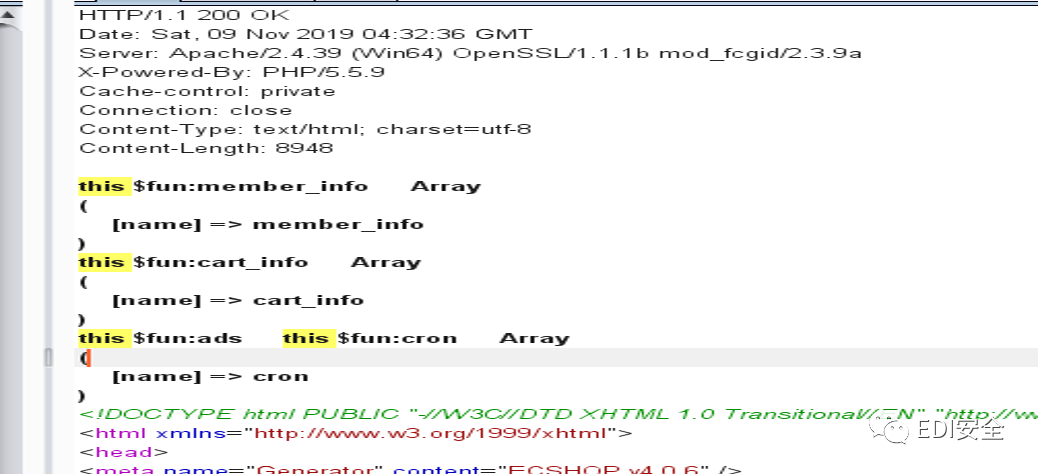 HTTP/1.1 200 OK
Date: Sat, 09 Nov 2019 04:32:36 GMT
Server: Apache/2.4.39 (Win64) OpenSSL/1.1.1b mod_fcgid/2.3.9a
X-Powered-By: PHP/5.5.9
Cache-control: private
Connection: close
Content-Type: text/html; charset=utf-8
Content-Length: 8948
this $fun:member_info Array
(
[name] => member_info
)
this $fun:cart_info Array
(
[name] => cart_info
)
this $fun:ads this $fun:cron Array
(
[name] => cron
)
<!DOCTYPE html PUBLIC "-//W3C//DTD XHTML 1.0 Transitional//EN" "http://w
<html xmlns="http://www.w3.org/1999/xhtml">
<head>
<meta name="Generator" content="ECSHOP v4.0.6" />
EDI安全